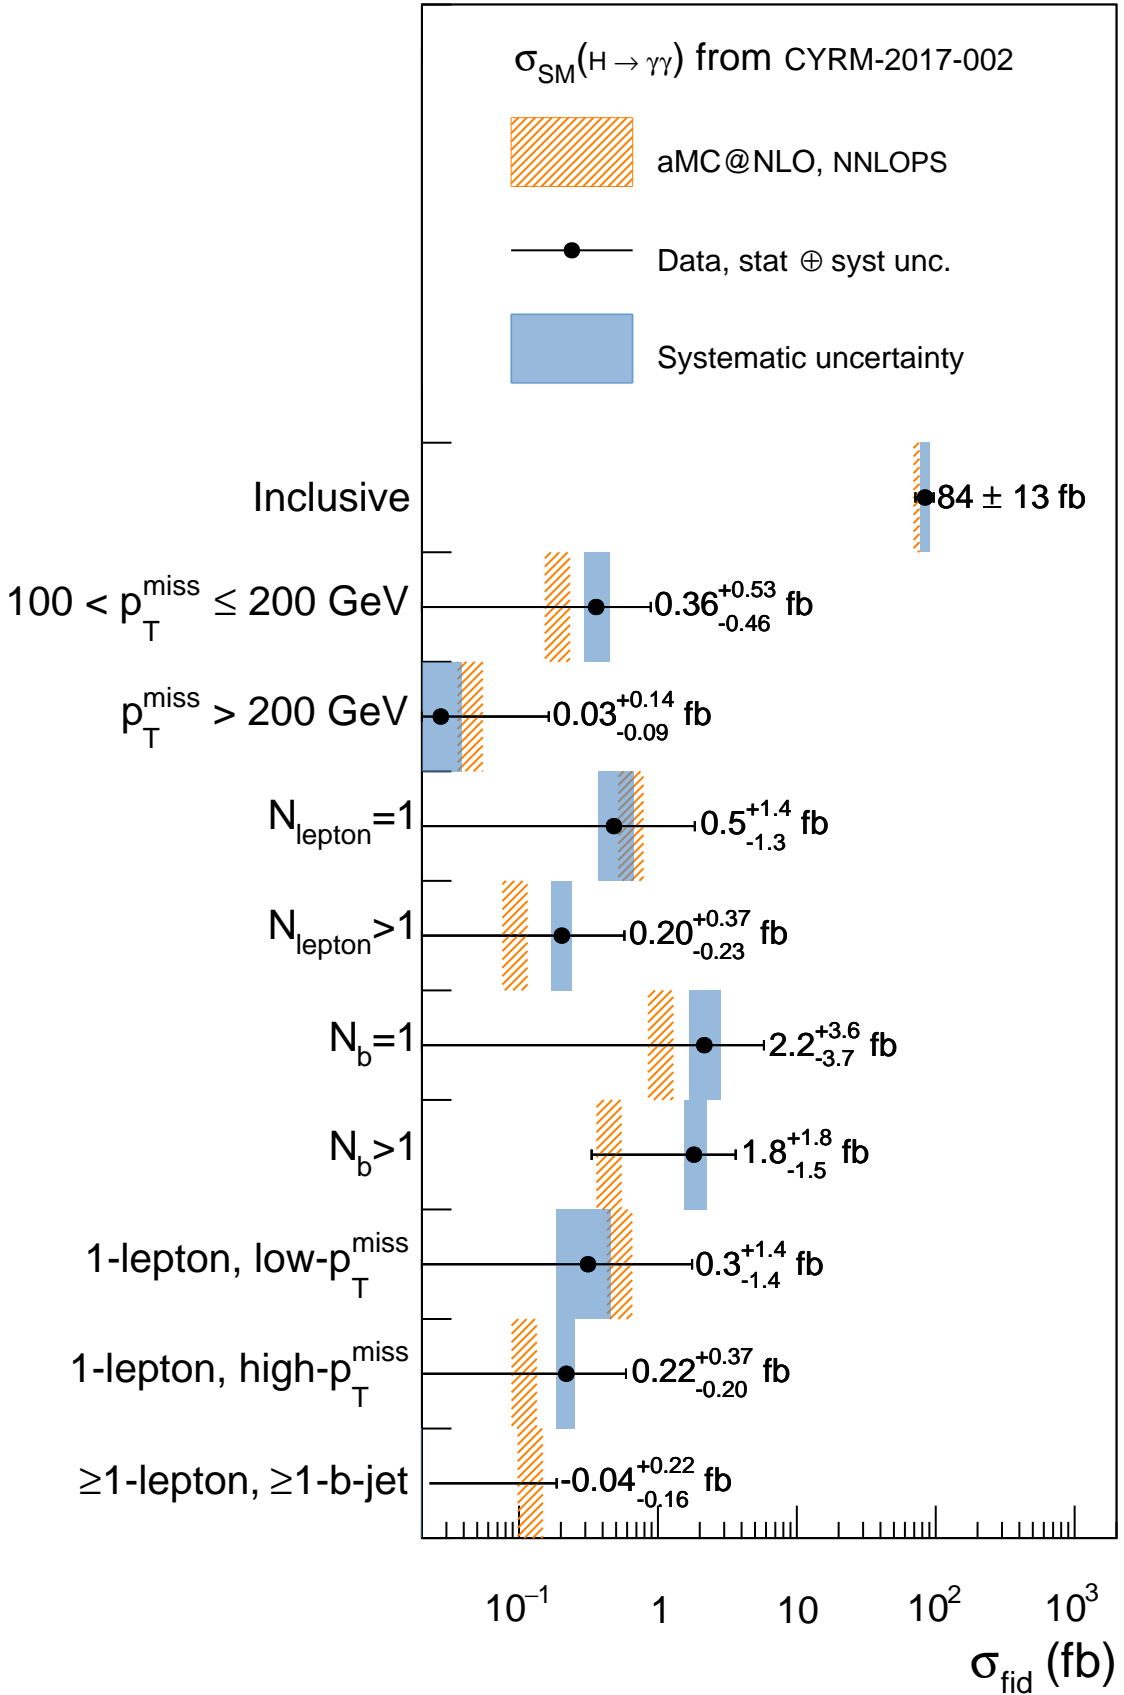 σSM(H → γγ) from CYRM-2017-002
aMC@NLO, NNLOPS
Data, stat ⊕ syst unc.
Systematic uncertainty
Inclusive 84 ± 13 fb
100 < pTmiss ≤ 200 GeV 0.36+0.53-0.46 fb
pTmiss > 200 GeV 0.03+0.14-0.09 fb
Nlepton=1 0.5+1.4-1.3 fb
Nlepton>1 0.20+0.37-0.23 fb
Nb=1 2.2+3.6-3.7 fb
Nb>1 1.8+1.8-1.5 fb
1-lepton, low-pTmiss 0.3+1.4-1.4 fb
1-lepton, high-pTmiss 0.22+0.37-0.20 fb
≥1-lepton, ≥1-b-jet -0.04+0.22-0.16 fb
10−1 1 10 102 103
σfid (fb)